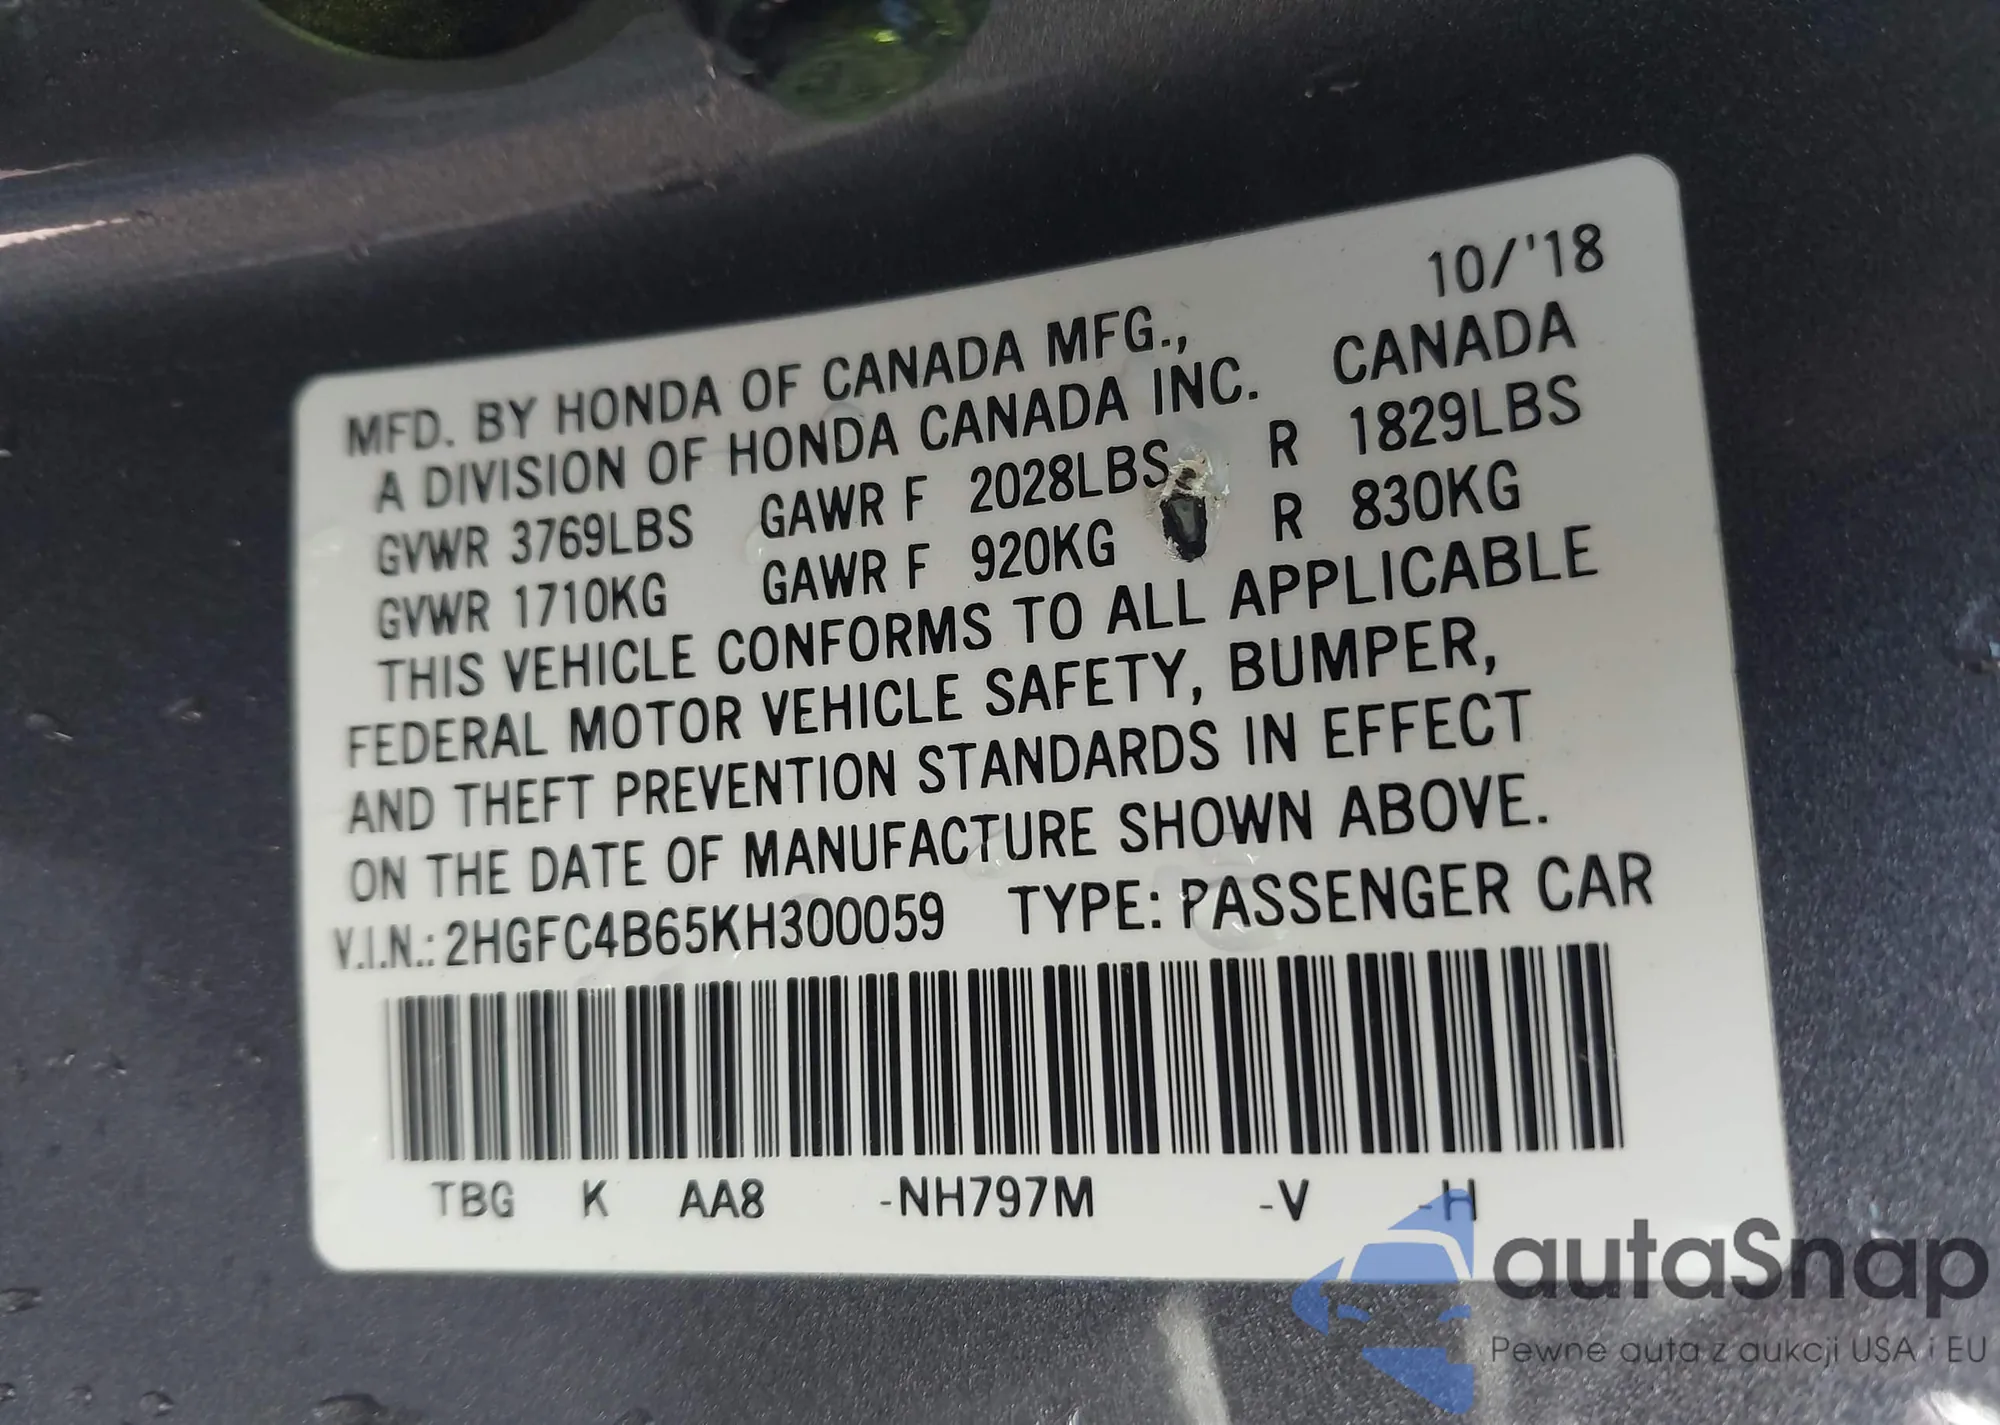 10/'18
MFD. BY HONDA OF CANADA MFG.,
A DIVISION OF HONDA CANADA INC. CANADA
GVWR 3769LBS GAWR F 2028LBS R 1829LBS
GVWR 1710KG GAWR F 920KG R 830KG
THIS VEHICLE CONFORMS TO ALL APPLICABLE
FEDERAL MOTOR VEHICLE SAFETY, BUMPER,
AND THEFT PREVENTION STANDARDS IN EFFECT
ON THE DATE OF MANUFACTURE SHOWN ABOVE.
V.I.N.: 2HGFC4B65KH300059 TYPE: PASSENGER CAR
TBG K AA8 -NH797M -V -H
autaSnap
Pewne auta z aukcji USA i EU